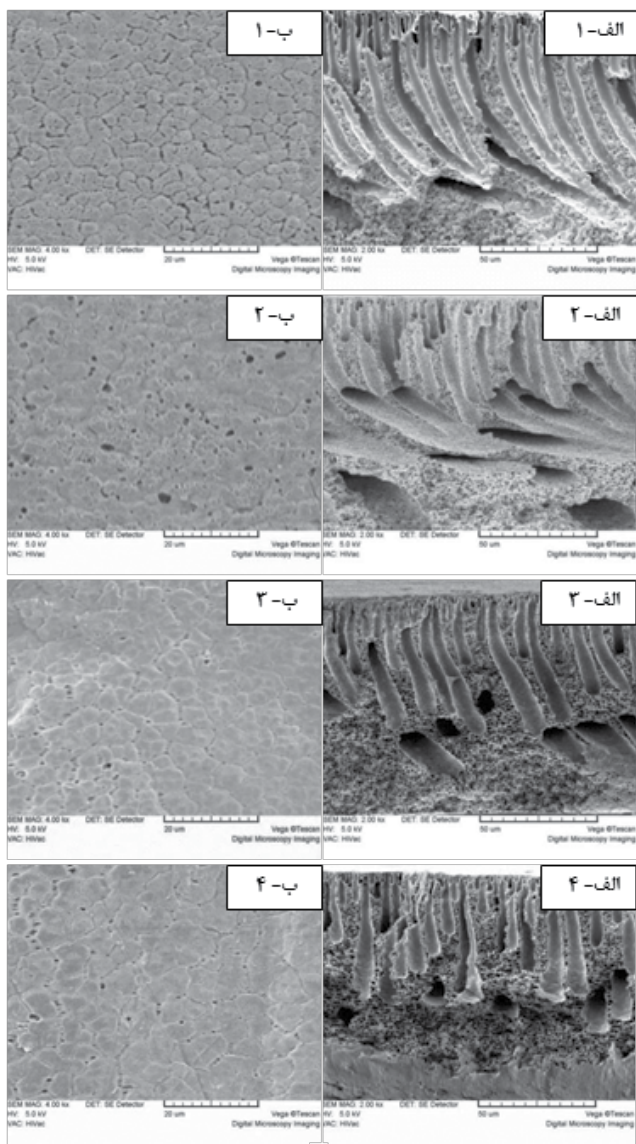 الف-۱
ب-۱
SEM MAG: 2.00 kx DET: SE Detector
HV: 5.0 kV 50 um Vega ©Tescan
VAC: HiVac Digital Microscopy Imaging
SEM MAG: 4.00 kx DET: SE Detector
HV: 5.0 kV 20 um Vega ©Tescan
VAC: HiVac Digital Microscopy Imaging
الف-۲
ب-۲
SEM MAG: 2.00 kx DET: SE Detector
HV: 5.0 kV 50 um Vega ©Tescan
VAC: HiVac Digital Microscopy Imaging
SEM MAG: 4.00 kx DET: SE Detector
HV: 5.0 kV 20 um Vega ©Tescan
VAC: HiVac Digital Microscopy Imaging
الف-۳
ب-۳
SEM MAG: 2.00 kx DET: SE Detector
HV: 5.0 kV 50 um Vega ©Tescan
VAC: HiVac Digital Microscopy Imaging
SEM MAG: 4.00 kx DET: SE Detector
HV: 5.0 kV 20 um Vega ©Tescan
VAC: HiVac Digital Microscopy Imaging
الف-۴
ب-۴
SEM MAG: 2.00 kx DET: SE Detector
HV: 5.0 kV 50 um Vega ©Tescan
VAC: HiVac Digital Microscopy Imaging
SEM MAG: 4.00 kx DET: SE Detector
HV: 5.0 kV 20 um Vega ©Tescan
VAC: HiVac Digital Microscopy Imaging